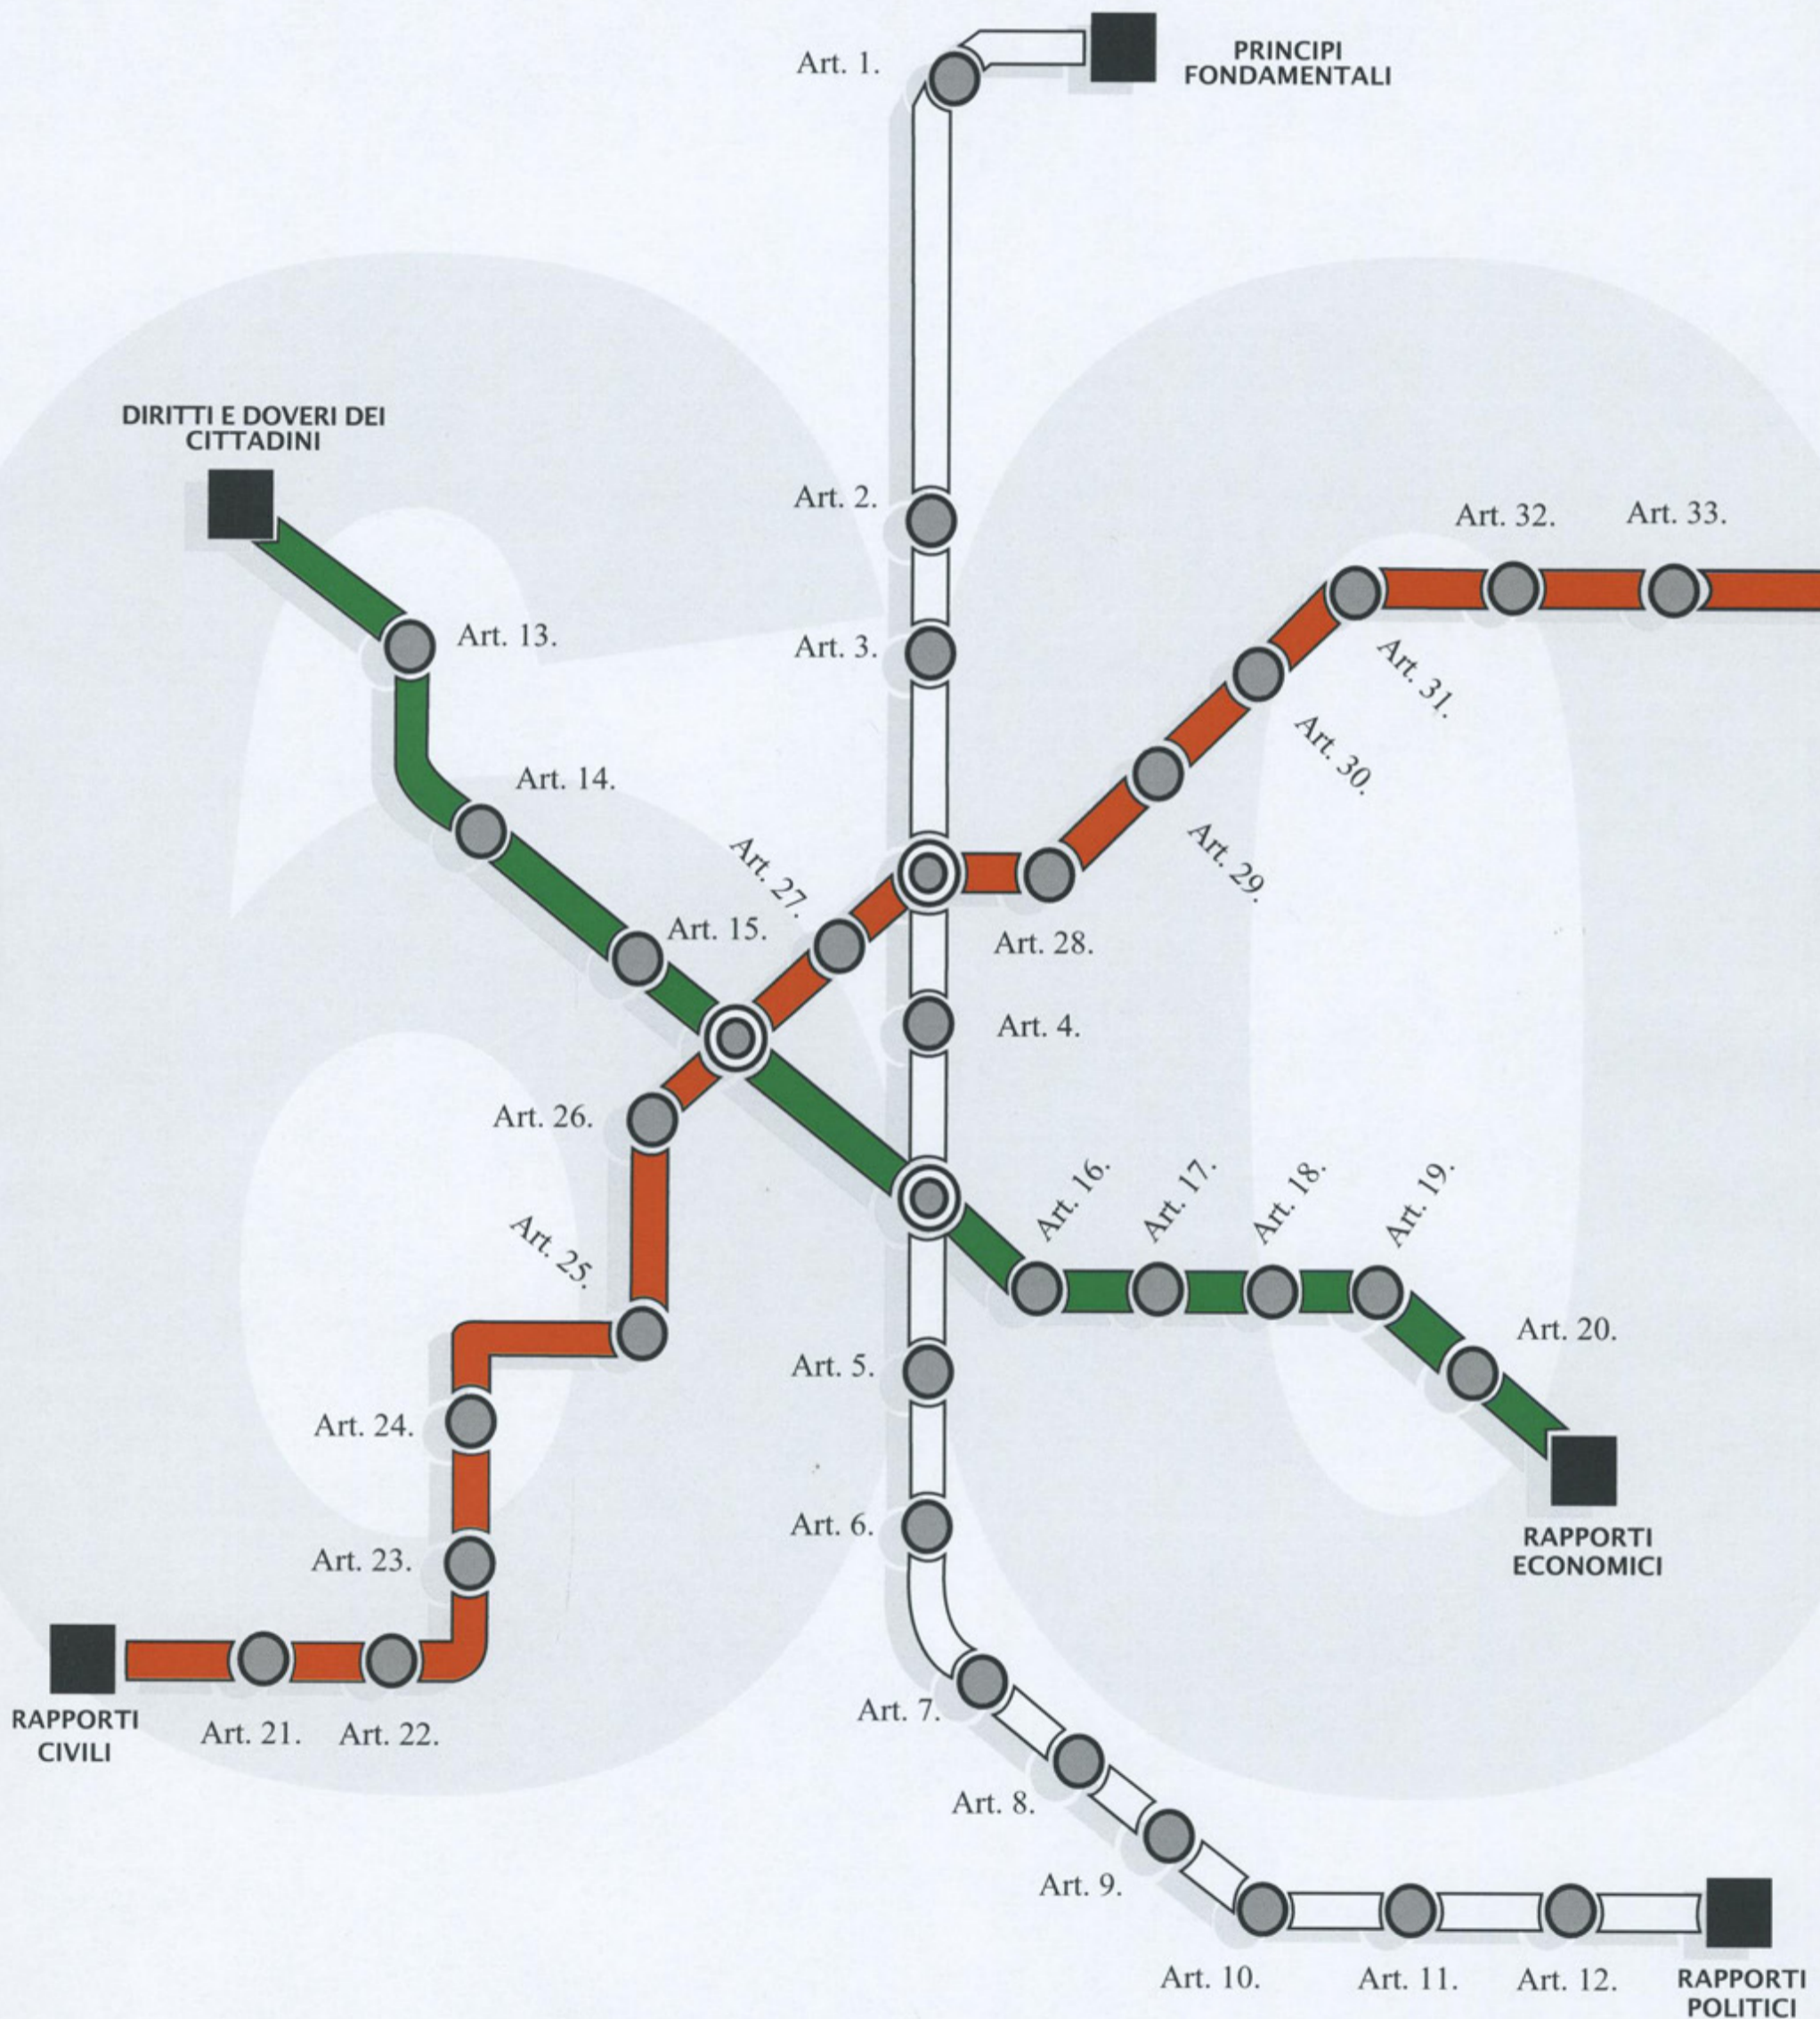 Art. 1.
PRINCIPI
FONDAMENTALI
DIRITTI E DOVERI DEI
CITTADINI
Art. 2.
Art. 32.
Art. 33.
Art. 13.
Art. 3.
Art. 31.
Art. 14.
Art. 30.
Art. 27.
Art. 29.
Art. 15.
Art. 28.
Art. 4.
Art. 26.
Art. 16.
Art. 17.
Art. 18.
Art. 19.
Art. 25.
Art. 20.
Art. 5.
Art. 24.
Art. 6.
RAPPORTI
ECONOMICI
Art. 23.
RAPPORTI
CIVILI
Art. 21.
Art. 22.
Art. 7.
Art. 8.
Art. 9.
Art. 10.
Art. 11.
Art. 12.
RAPPORTI
POLITICI
60